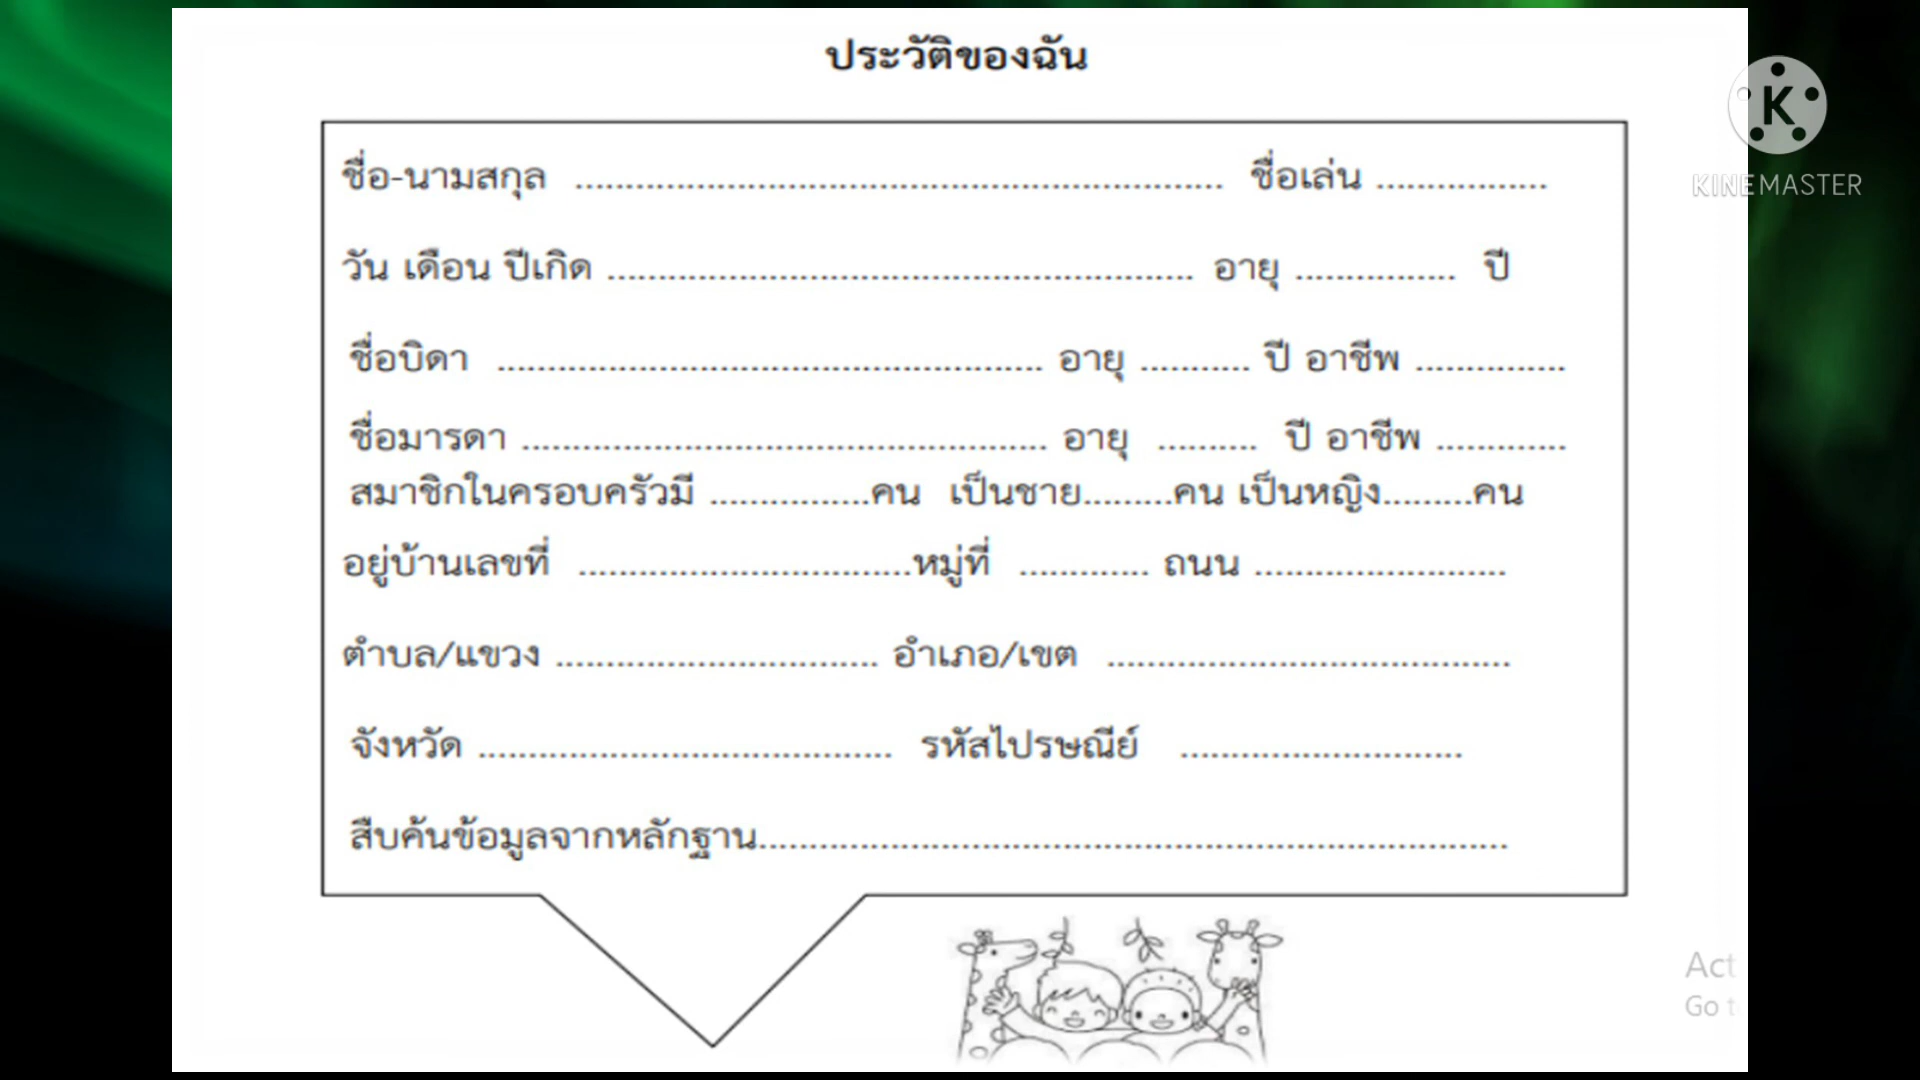 ประวัติของฉัน
ชื่อ-นามสกุล ................................................................ ชื่อเล่น .................
วัน เดือน ปีเกิด .......................................................... อายุ ................ ปี
ชื่อบิดา ...................................................... อายุ ........... ปี อาชีพ ...............
ชื่อมารดา .................................................... อายุ .......... ปี อาชีพ .............
สมาชิกในครอบครัวมี ................คน เป็นชาย.........คน เป็นหญิง.........คน
อยู่บ้านเลขที่ .................................หมู่ที่ ............. ถนน .........................
ตำบล/แขวง ................................ อำเภอ/เขต ........................................
จังหวัด ......................................... รหัสไปรษณีย์ ............................
สืบค้นข้อมูลจากหลักฐาน..........................................................................
K
KINEMASTER
Act
Go t